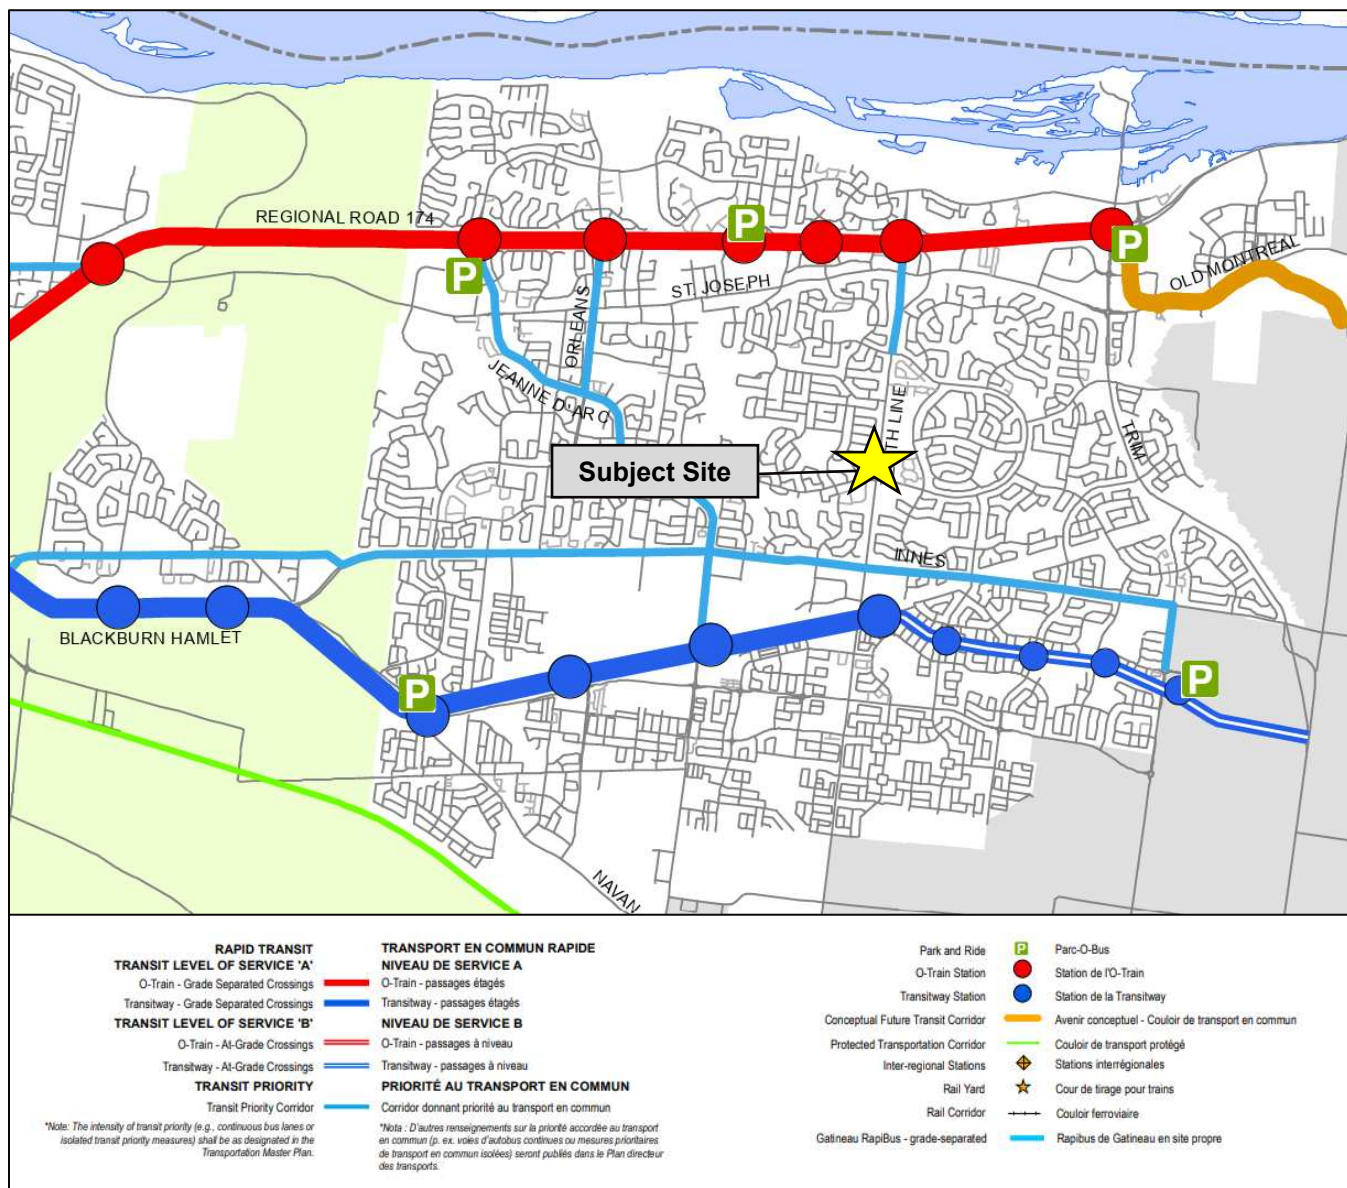 REGIONAL ROAD 174
P
P
P
ST. JOSEPH
OLD MONTREAL
ORLEANS
JEANNE D'ARC
TH LINE
TRIM
Subject Site
INNES
BLACKBURN HAMLET
P
P
NAVAN
RAPID TRANSIT
TRANSIT LEVEL OF SERVICE 'A'
O-Train - Grade Separated Crossings
Transitway - Grade Separated Crossings
TRANSIT LEVEL OF SERVICE 'B'
O-Train - At-Grade Crossings
Transitway - At-Grade Crossings
TRANSIT PRIORITY
Transit Priority Corridor
*Note: The intensity of transit priority (e.g., continuous bus lanes or
isolated transit priority measures) shall be as designated in the
Transportation Master Plan.
TRANSPORT EN COMMUN RAPIDE
NIVEAU DE SERVICE A
O-Train - passages étagés
Transitway - passages étagés
NIVEAU DE SERVICE B
O-Train - passages à niveau
Transitway - passages à niveau
PRIORITÉ AU TRANSPORT EN COMMUN
Corridor donnant priorité au transport en commun
*Nota : D'autres renseignements sur la priorité accordée au transport
en commun (p. ex. voies d'autobus continues ou mesures prioritaires
de transport en commun isolées) seront publiés dans le Plan directeur
des transports.
Park and Ride P Parc-O-Bus
O-Train Station Station de l'O-Train
Transitway Station Station de la Transitway
Conceptual Future Transit Corridor Avenir conceptuel - Couloir de transport en commun
Protected Transportation Corridor Couloir de transport protégé
Inter-regional Stations Stations interrégionales
Rail Yard Cour de tirage pour trains
Rail Corridor Couloir ferroviaire
Gatineau RapiBus - grade-separated Rapibus de Gatineau en site propre